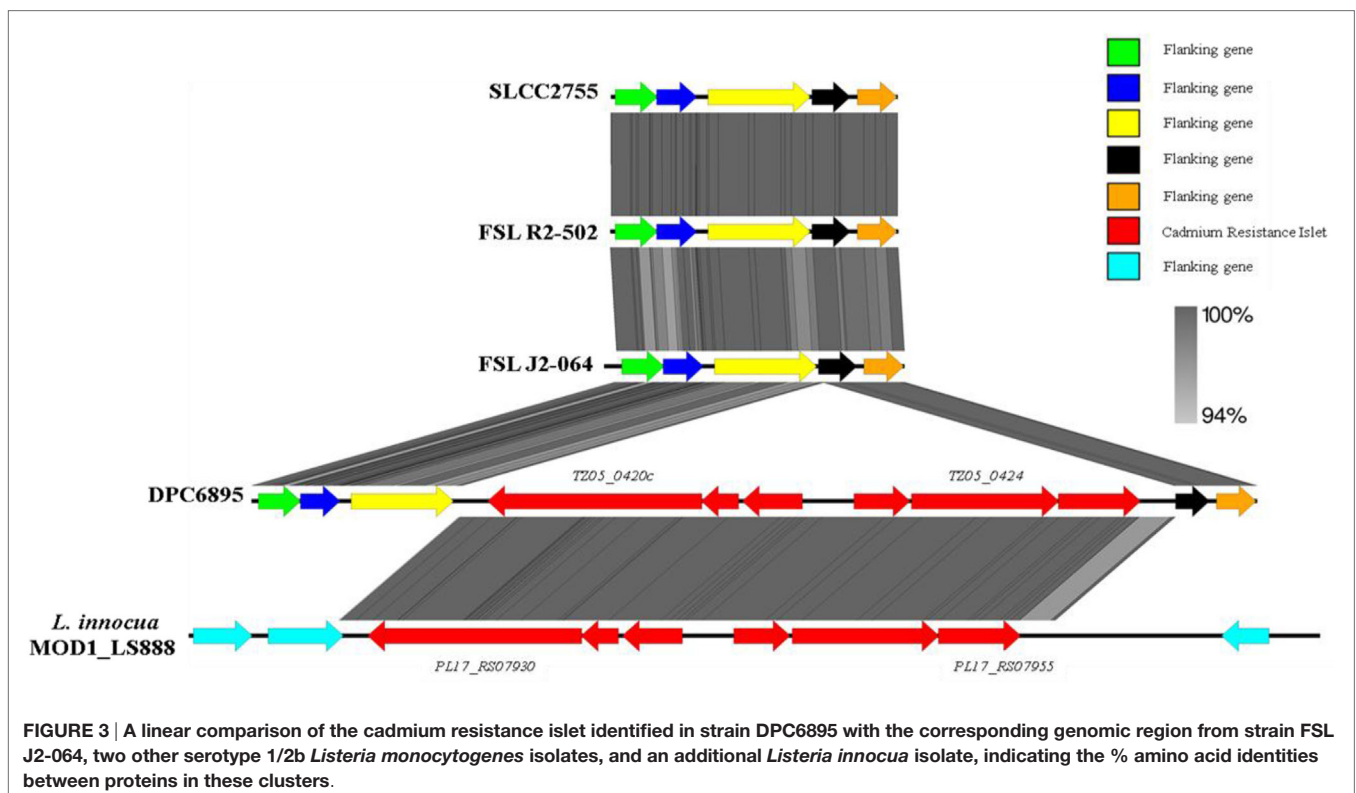 SLCC2755
FSL R2-502
FSL J2-064
DPC6895
TZ05_0420c
TZ05_0424
L. innocua
MOD1_LS888
PL17_RS07930
PL17_RS07955
Flanking gene
Flanking gene
Flanking gene
Flanking gene
Flanking gene
Cadmium Resistance Islet
Flanking gene
100%
94%
FIGURE 3 | A linear comparison of the cadmium resistance islet identified in strain DPC6895 with the corresponding genomic region from strain FSL
J2-064, two other serotype 1/2b Listeria monocytogenes isolates, and an additional Listeria innocua isolate, indicating the % amino acid identities
between proteins in these clusters.